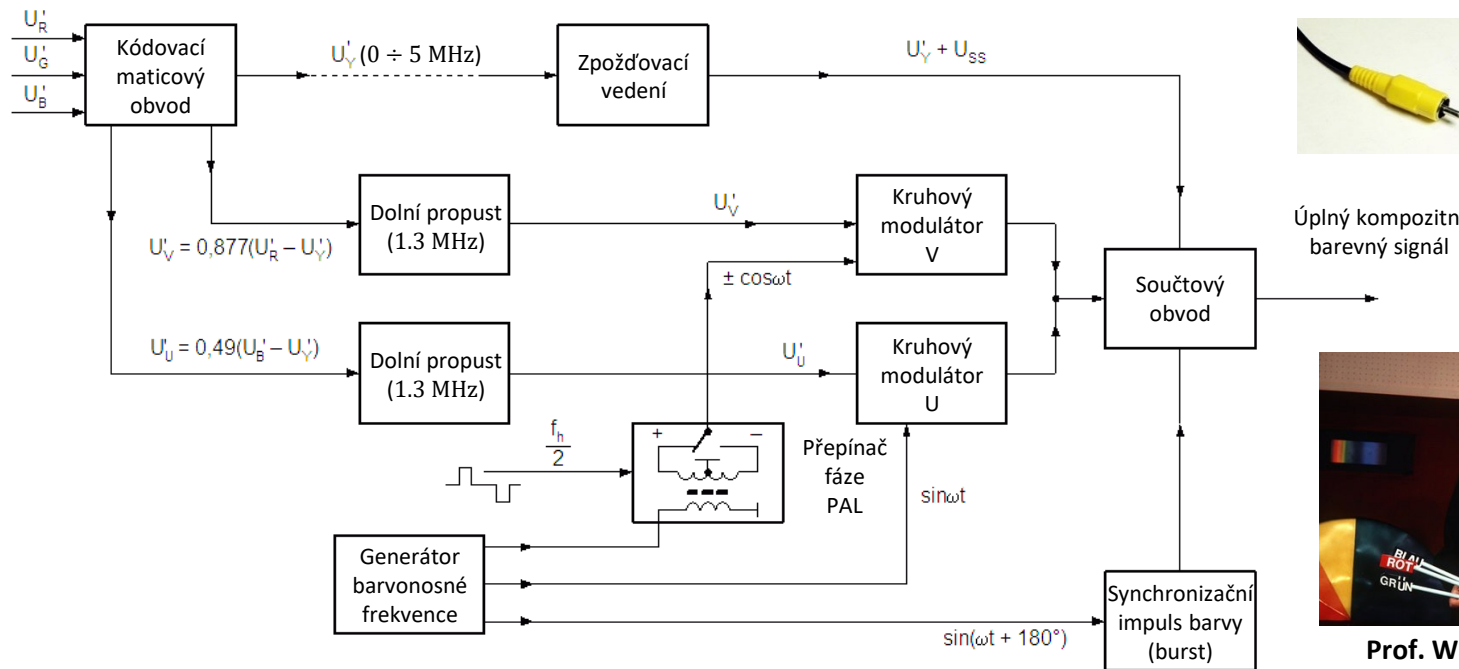 U'R
U'G
U'B
Kódovací
maticový
obvod
U'Y (0 ÷ 5 MHz)
Zpožďovací
vedení
U'Y + USS
U'V = 0,877(U'R – U'Y)
Dolní propust
(1.3 MHz)
U'V
Kruhový
modulátor
V
± cosωt
Úplný kompozitn
barevný signál
Součtový
obvod
U'U = 0,49(U'B – U'Y)
Dolní propust
(1.3 MHz)
U'U
Kruhový
modulátor
U
fh
2
+ –
Přepínač
fáze
PAL
sinωt
Generátor
barvonosné
frekvence
sin(ωt + 180°)
Synchronizační
impuls barvy
(burst)
BLAU
ROT
GRÜN
Prof. W